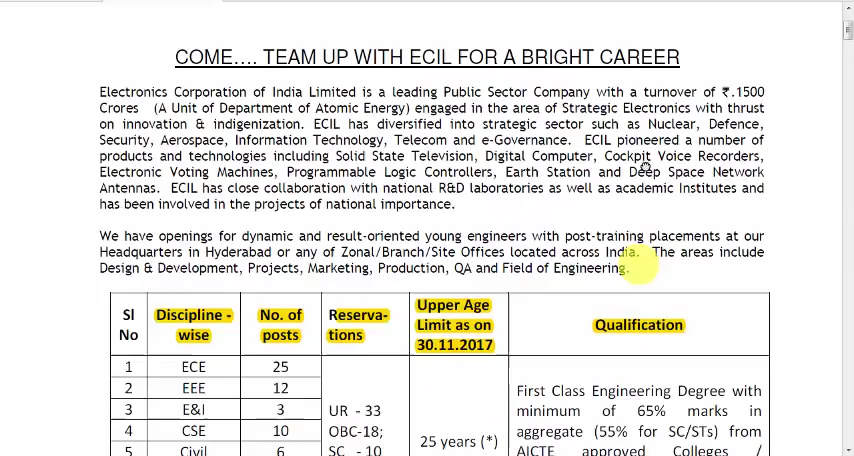 COME.... TEAM UP WITH ECIL FOR A BRIGHT CAREER
Electronics Corporation of India Limited is a leading Public Sector Company with a turnover of ₹.1500
Crores (A Unit of Department of Atomic Energy) engaged in the area of Strategic Electronics with thrust
on innovation & indigenization. ECIL has diversified into strategic sector such as Nuclear, Defence,
Security, Aerospace, Information Technology, Telecom and e-Governance. ECIL pioneered a number of
products and technologies including Solid State Television, Digital Computer, Cockpit Voice Recorders,
Electronic Voting Machines, Programmable Logic Controllers, Earth Station and Deep Space Network
Antennas. ECIL has close collaboration with national R&D laboratories as well as academic Institutes and
has been involved in the projects of national importance.
We have openings for dynamic and result-oriented young engineers with post-training placements at our
Headquarters in Hyderabad or any of Zonal/Branch/Site Offices located across India. The areas include
Design & Development, Projects, Marketing, Production, QA and Field of Engineering.
Sl No Discipline - wise No. of posts Reserva- tions Upper Age Limit as on 30.11.2017 Qualification
1 ECE 25
2 EEE 12
3 E&I 3
4 CSE 10
5 Civil 6
UR - 33
OBC-18;
SC - 10
25 years (*)
First Class Engineering Degree with
minimum of 65% marks in
aggregate (55% for SC/STs) from
AICTE approved Colleges /